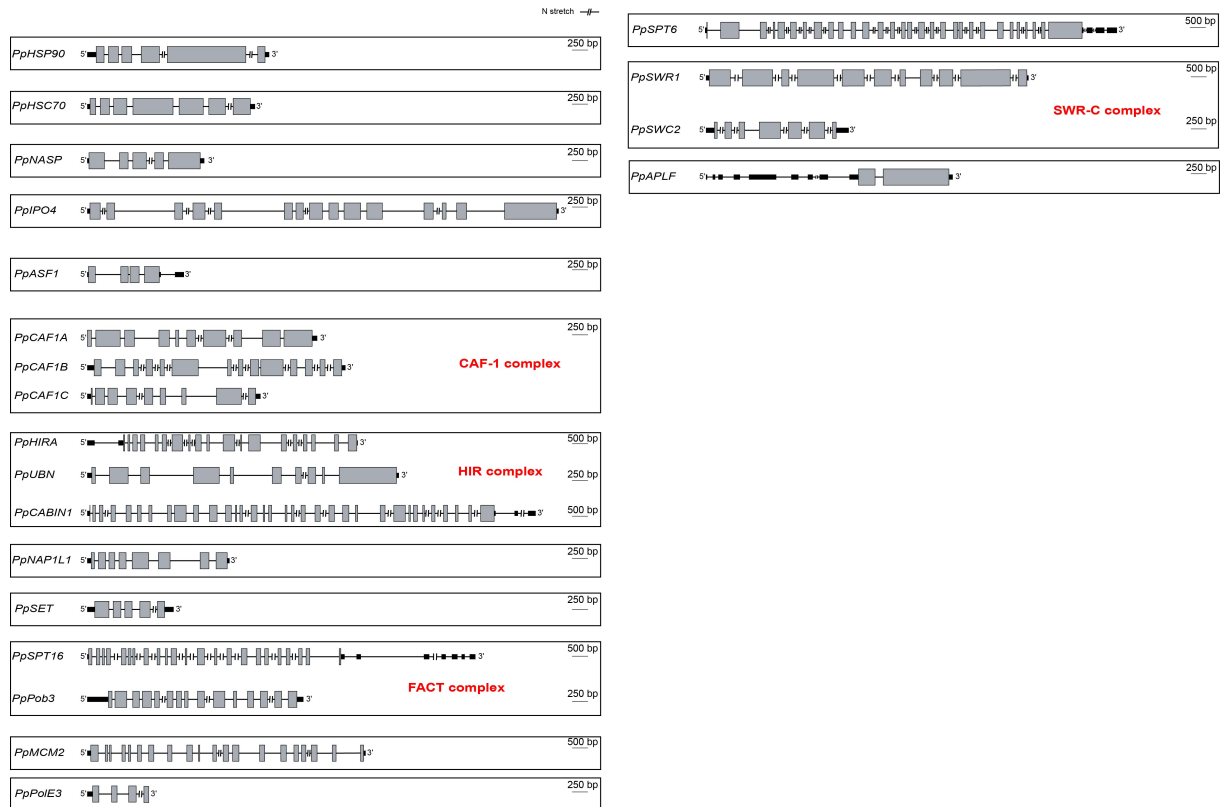 N stretch
PpHSP90 5' 3' 250 bp
PpHSC70 5' 3' 250 bp
PpNASP 5' 3' 250 bp
PpIPO4 5' 3' 250 bp
PpASF1 5' 3' 250 bp
PpCAF1A 5' 3' 250 bp
PpCAF1B 5' 3' CAF-1 complex
PpCAF1C 5' 3'
PpHIRA 5' 3' 500 bp
PpUBN 5' 3' HIR complex 250 bp
PpCABIN1 5' 3' 500 bp
PpNAP1L1 5' 3' 250 bp
PpSET 5' 3' 250 bp
PpSPT16 5' 3' 500 bp
FACT complex
PpPob3 5' 3' 250 bp
PpMCM2 5' 3' 500 bp
PpPolE3 5' 3' 250 bp
PpSPT6 5' 3' 500 bp
PpSWR1 5' 3' 500 bp
SWR-C complex
PpSWC2 5' 3' 250 bp
PpAPLF 5' 3' 250 bp